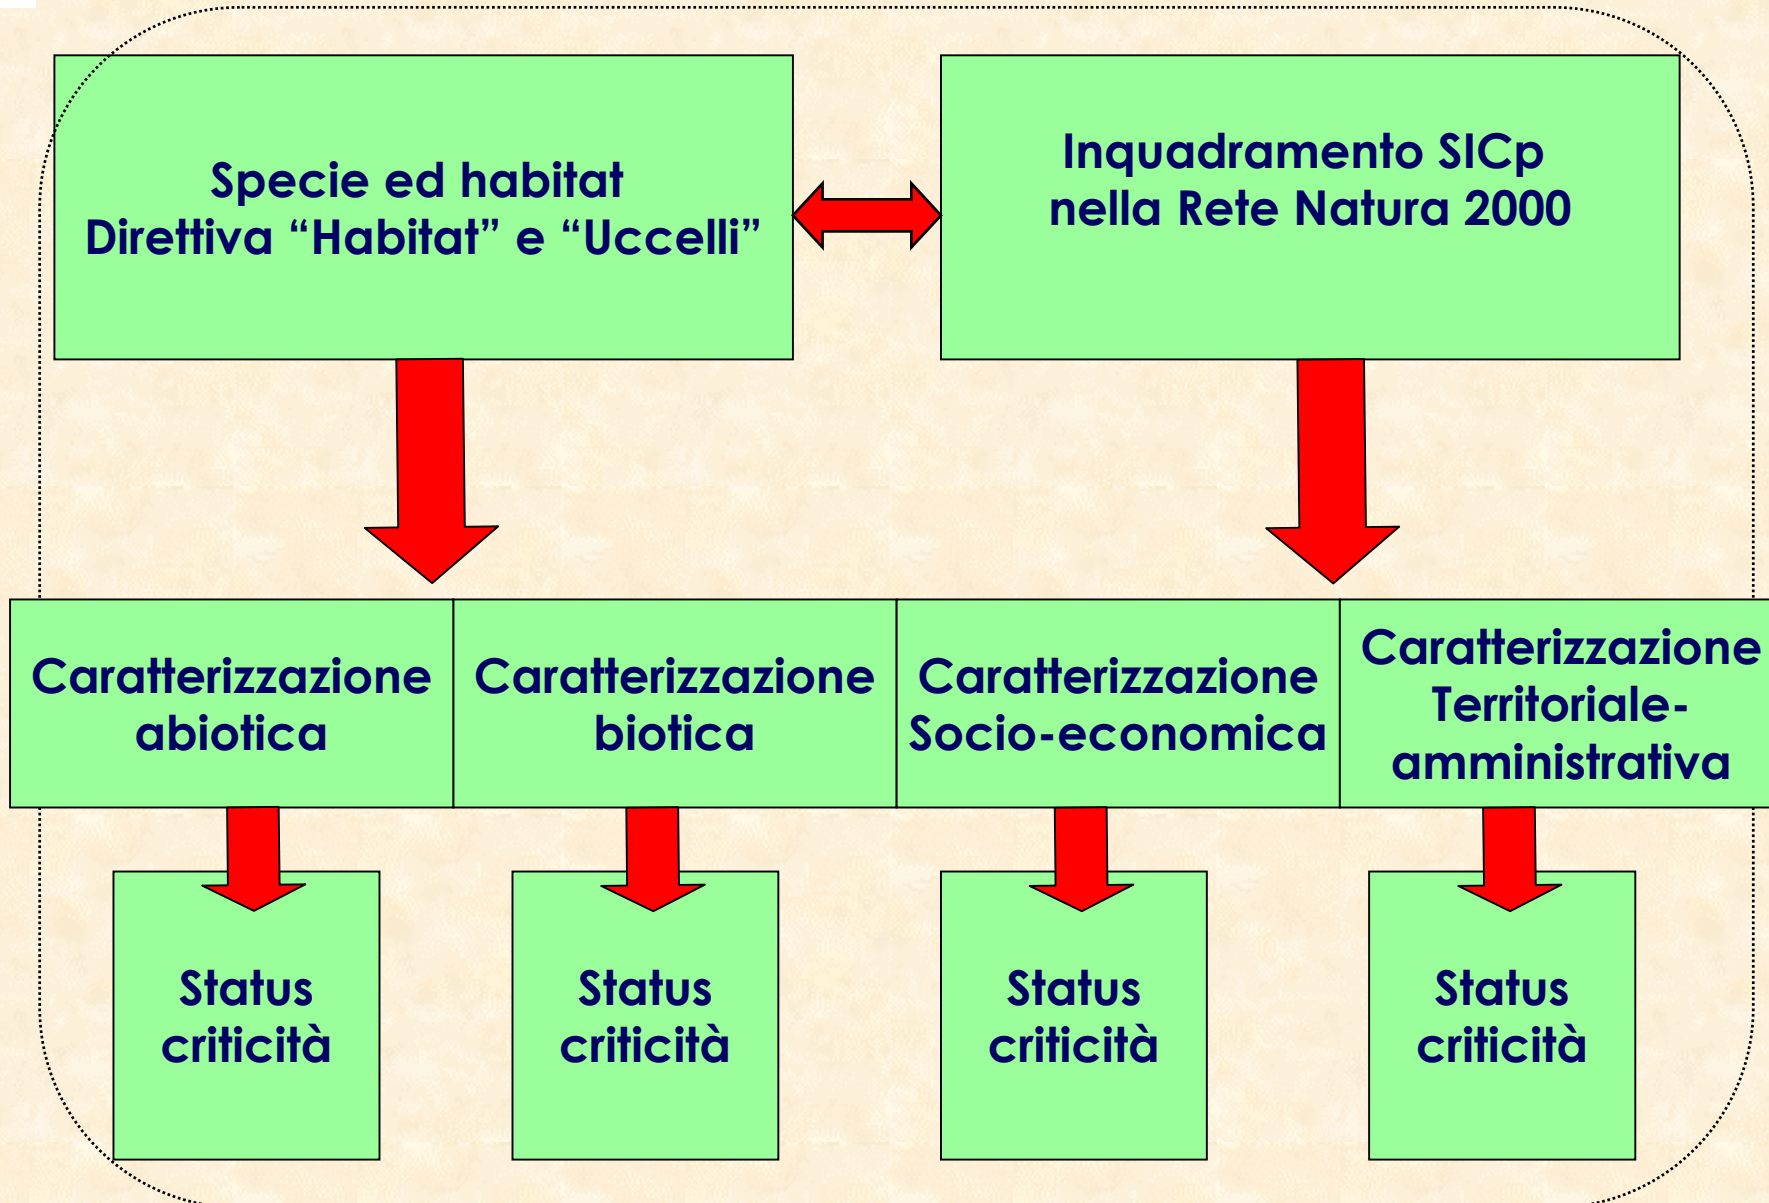 Specie ed habitat
Direttiva “Habitat” e “Uccelli”
Inquadramento SICp
nella Rete Natura 2000
Caratterizzazione
abiotica
Caratterizzazione
biotica
Caratterizzazione
Socio-economica
Caratterizzazione
Territoriale-
amministrativa
Status
criticità
Status
criticità
Status
criticità
Status
criticità